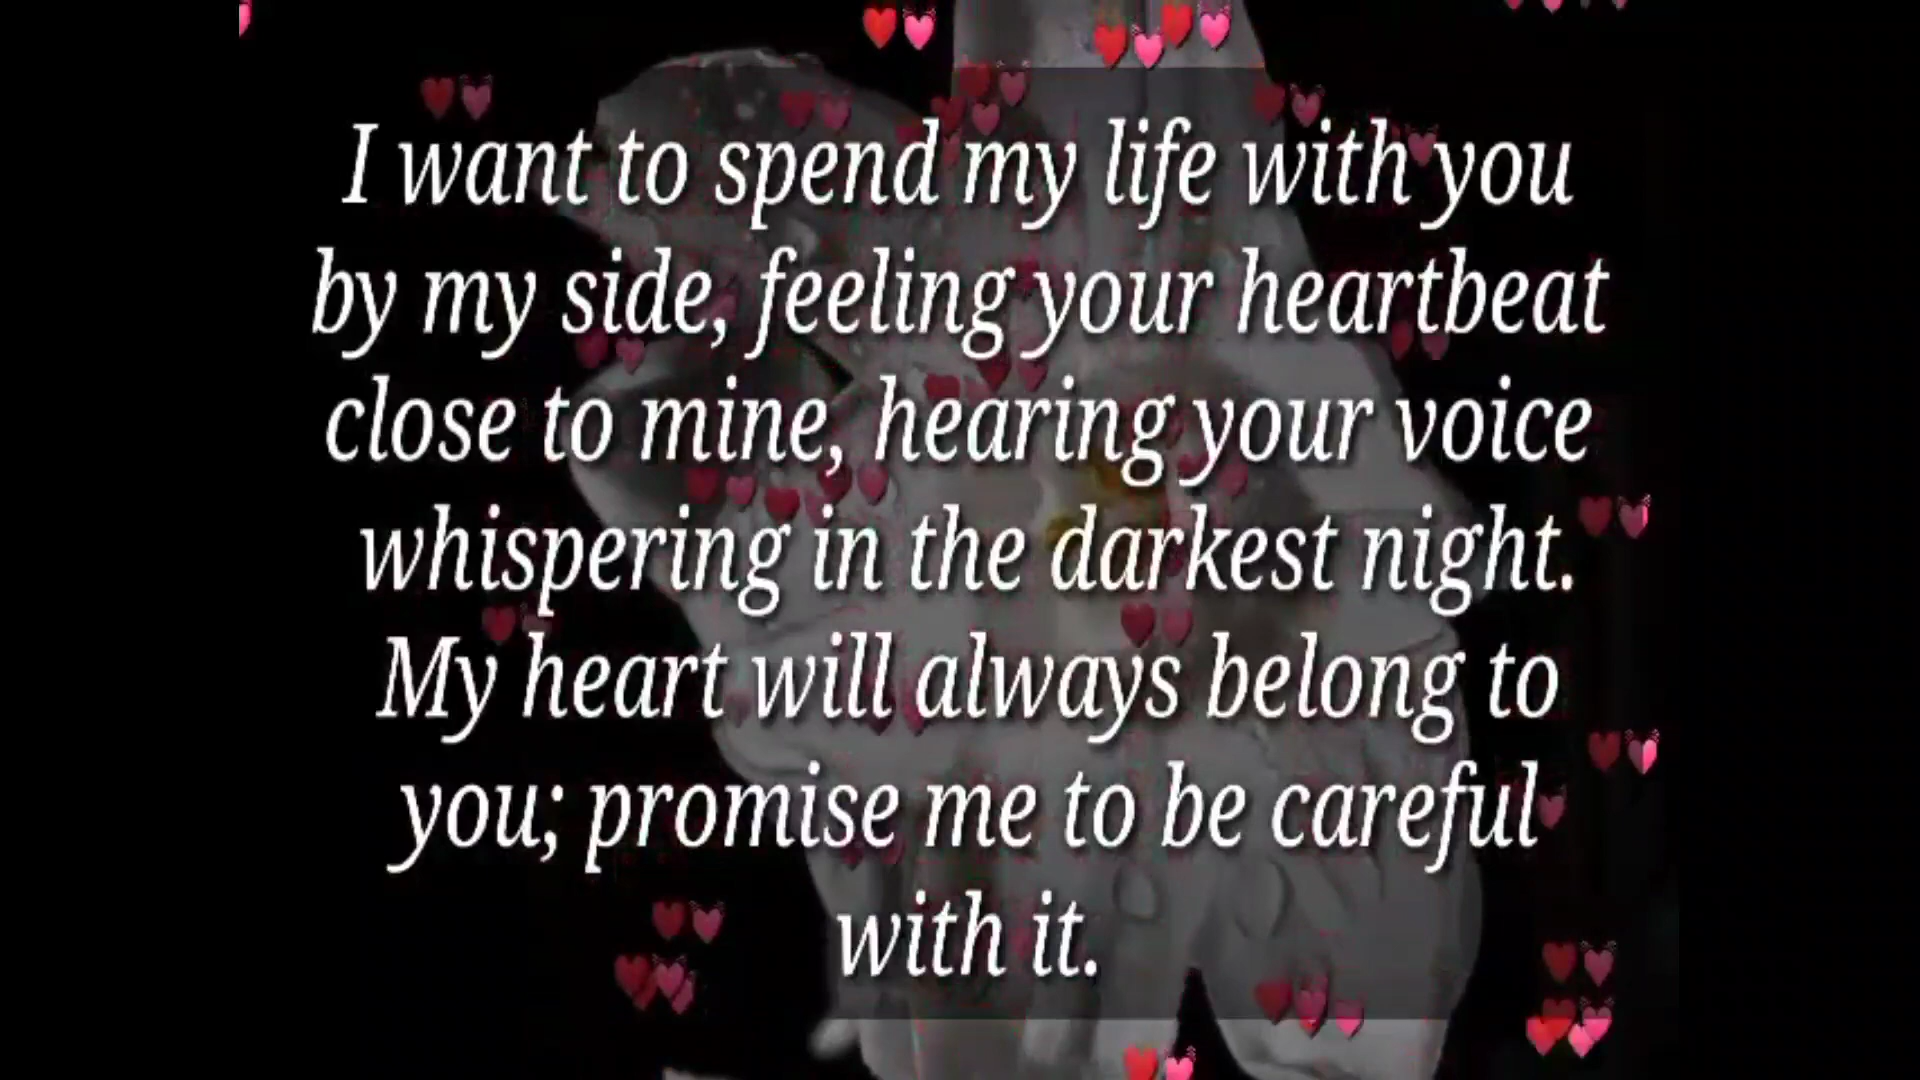 I want to spend my life with you
by my side, feeling your heartbeat
close to mine, hearing your voice
whispering in the darkest night.
My heart will always belong to
you; promise me to be careful
with it.